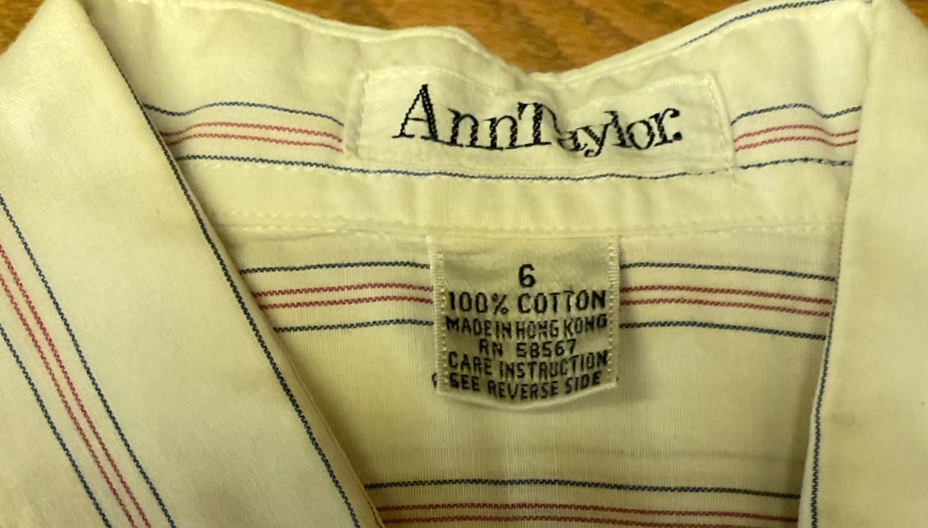 AnnTaylor.
6
100% COTTON
MADE IN HONG KONG
RN 58567
CARE INSTRUCTION
SEE REVERSE SIDE